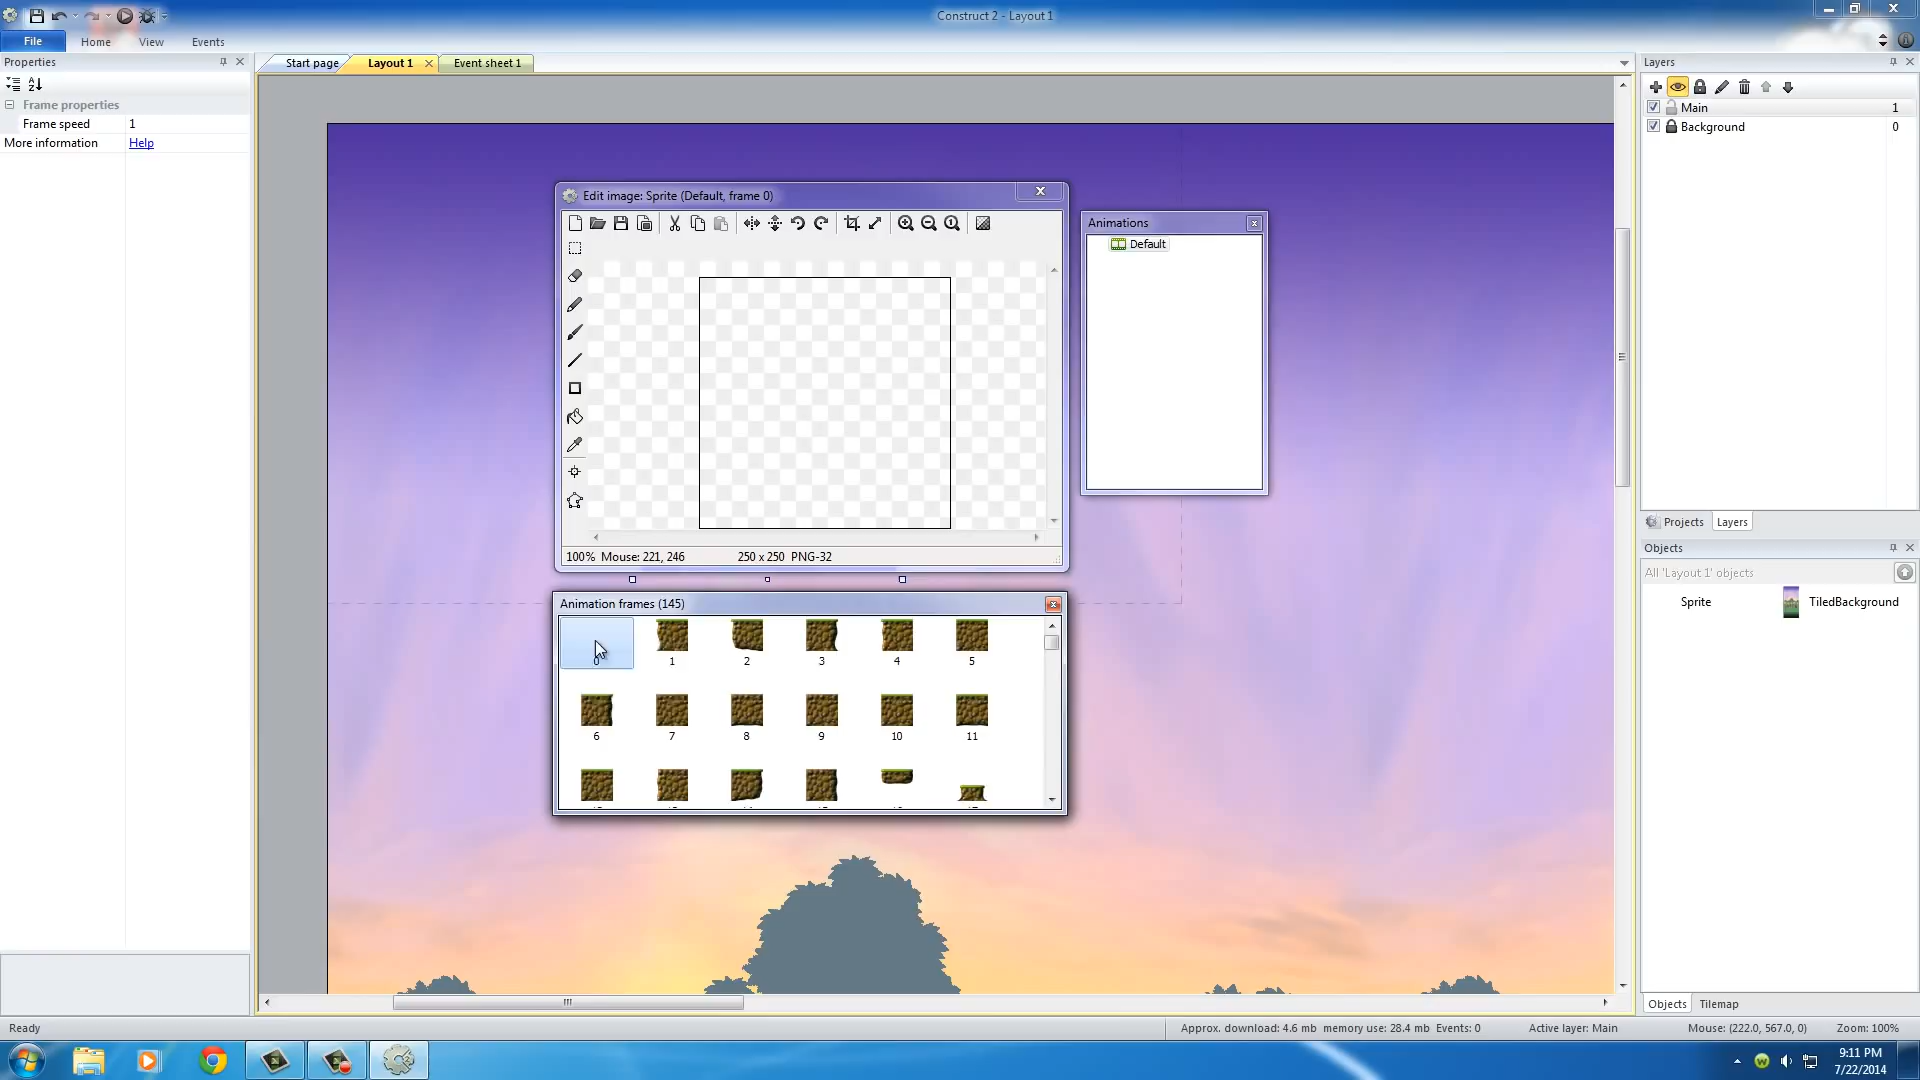 Construct 2 - Layout 1
File
Home
View
Events
Properties
Frame properties
Frame speed 1
More information Help
Start page
Layout 1
Event sheet 1
Layers
Main 1
Background 0
Projects
Layers
Objects
All 'Layout 1' objects
Sprite
TiledBackground
Objects
Tilemap
Edit image: Sprite (Default, frame 0)
100% Mouse: 221, 246 250 x 250 PNG-32
Animations
Default
Animation frames (145)
0 1 2 3 4 5
6 7 8 9 10 11
Ready
Approx. download: 4.6 mb memory use: 28.4 mb Events: 0
Active layer: Main
Mouse: (222.0, 567.0, 0)
Zoom: 100%
9:11 PM
7/22/2014